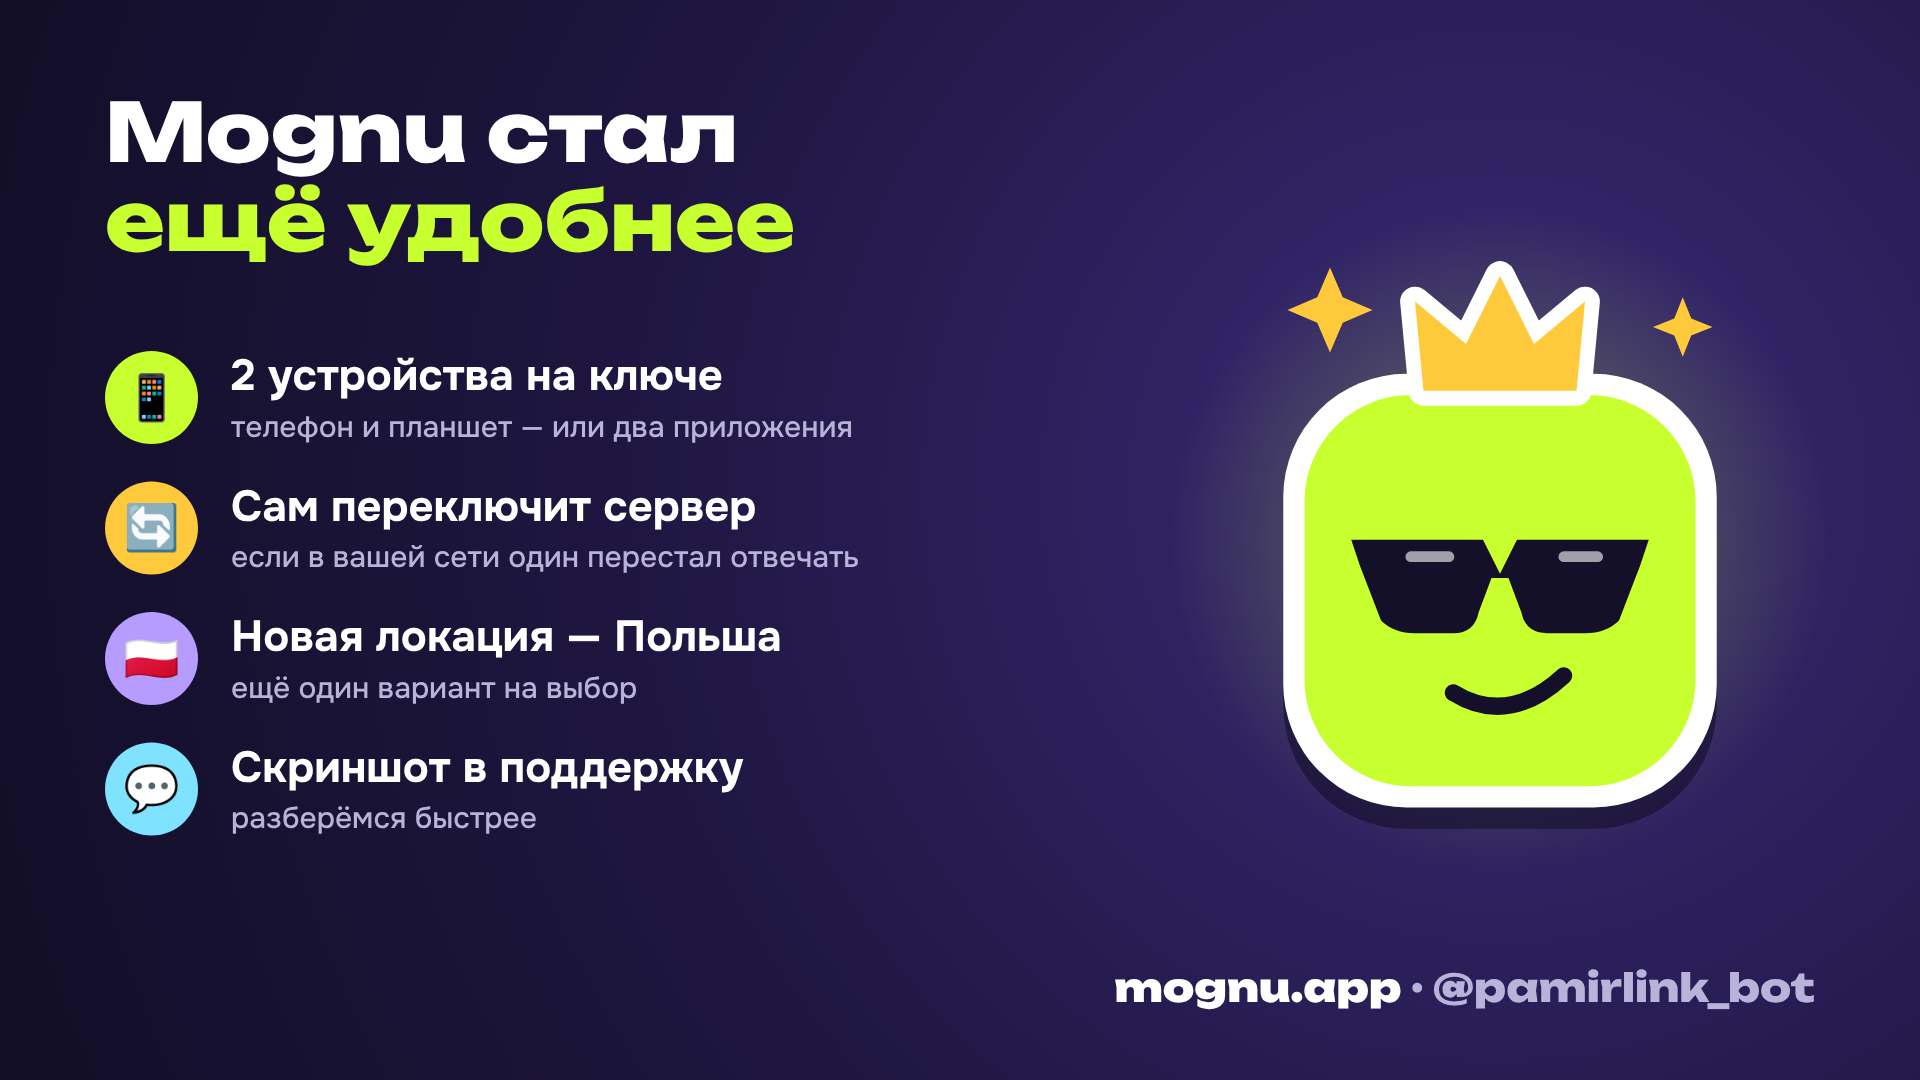 Mognu стал
ещё удобнее
2 устройства на ключе
телефон и планшет — или два приложения
Сам переключит сервер
если в вашей сети один перестал отвечать
Новая локация — Польша
ещё один вариант на выбор
Скриншот в поддержку
разберёмся быстрее
mognu.app · @pamirlink_bot